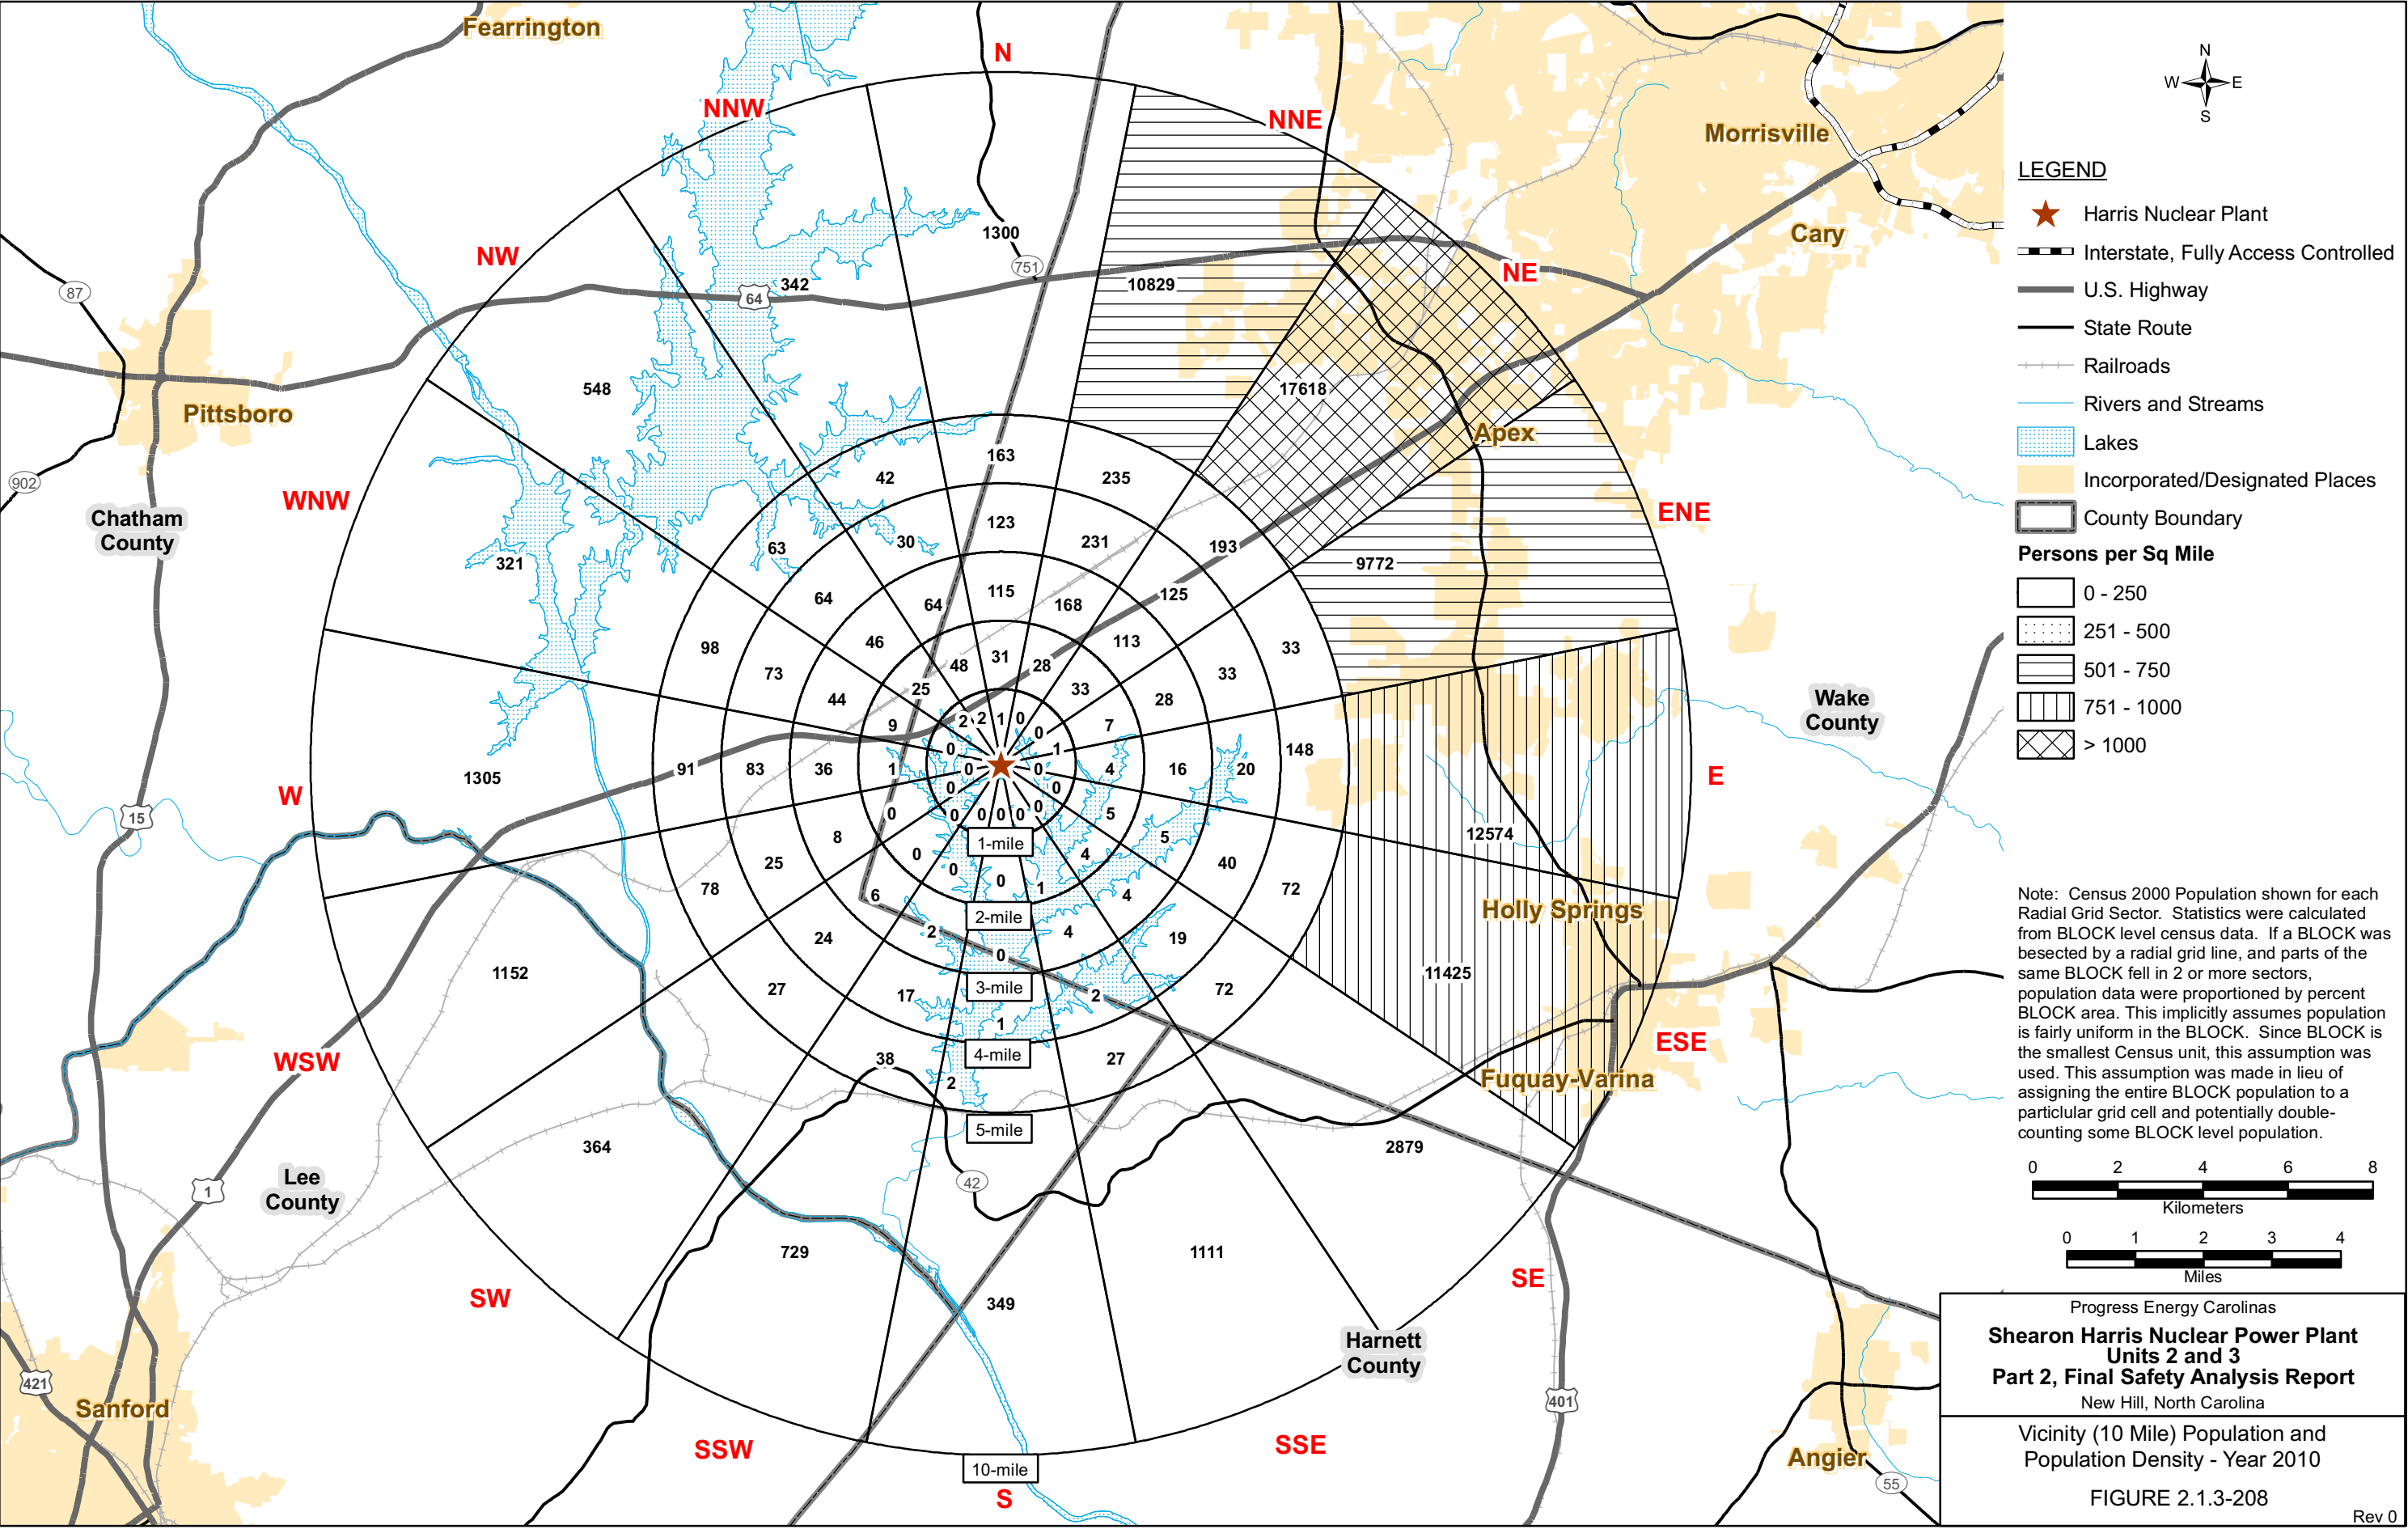 Fearrington
N
NNW
NNE
Morrisville
NW
Cary
NE
1300
751
342
64
10829
87
548
17618
Pittsboro
Apex
902
WNW
ENE
Chatham
County
163
42
235
123
30
63
231
193
321
9772
115
64
64
168
125
98
46
113
33
73
48
31
28
33
44
25
33
28
9
2
2
1
0
0
7
0
1
148
Wake
County
W
1305
91
83
36
1
0
0
4
16
20
E
15
0
0
0
0
0
0
0
0
0
5
5
12574
8
1-mile
25
0
4
40
78
0
0
1
72
6
4
2-mile
Holly Springs
24
2
4
19
0
1152
27
17
3-mile
2
72
11425
1
WSW
38
4-mile
27
ESE
2
Fuquay-Varina
5-mile
364
2879
Lee
County
1
42
SW
729
1111
SE
349
Harnett
County
421
Sanford
401
SSW
SSE
10-mile
S
Angier
55
N
W
E
S
LEGEND
Harris Nuclear Plant
Interstate, Fully Access Controlled
U.S. Highway
State Route
Railroads
Rivers and Streams
Lakes
Incorporated/Designated Places
County Boundary
Persons per Sq Mile
0 - 250
251 - 500
501 - 750
751 - 1000
> 1000
Note: Census 2000 Population shown for each
Radial Grid Sector. Statistics were calculated
from BLOCK level census data. If a BLOCK was
besected by a radial grid line, and parts of the
same BLOCK fell in 2 or more sectors,
population data were proportioned by percent
BLOCK area. This implicitly assumes population
is fairly uniform in the BLOCK. Since BLOCK is
the smallest Census unit, this assumption was
used. This assumption was made in lieu of
assigning the entire BLOCK population to a
particlular grid cell and potentially double-
counting some BLOCK level population.
0 2 4 6 8
Kilometers
0 1 2 3 4
Miles
Progress Energy Carolinas
Shearon Harris Nuclear Power Plant
Units 2 and 3
Part 2, Final Safety Analysis Report
New Hill, North Carolina
Vicinity (10 Mile) Population and
Population Density - Year 2010
FIGURE 2.1.3-208
Rev 0